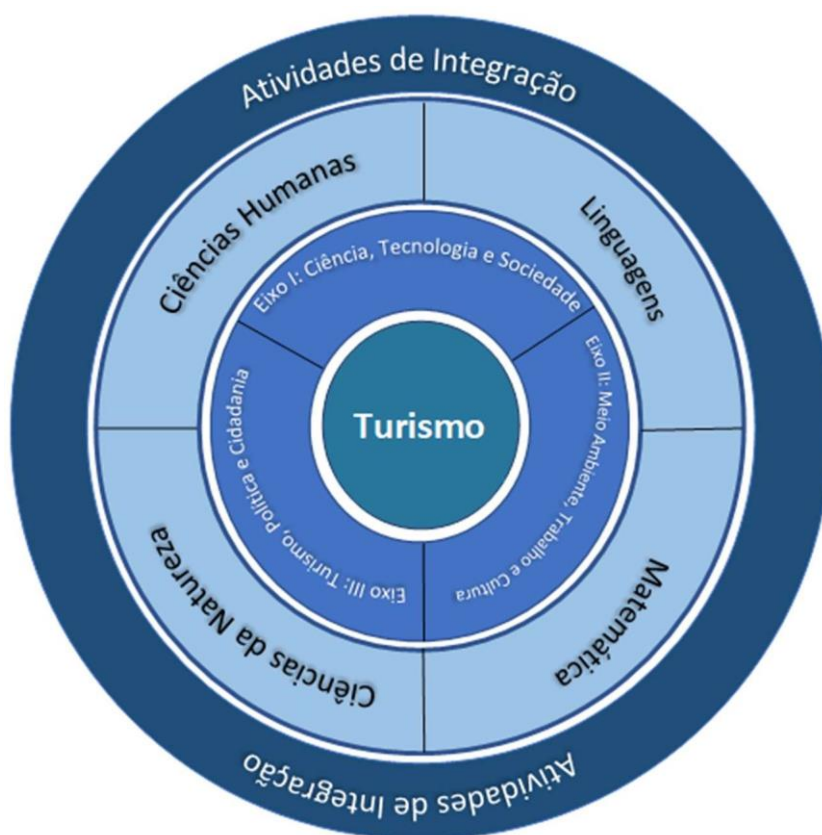 Atividades de Integração
Ciências Humanas
Linguagens
Eixo I: Ciência, Tecnologia e Sociedade
Eixo II: Meio Ambiente, Trabalho e Cultura
Eixo III: Turismo, Política e Cidadania
Turismo
Ciências da Natureza
Matemática
Atividades de Integração